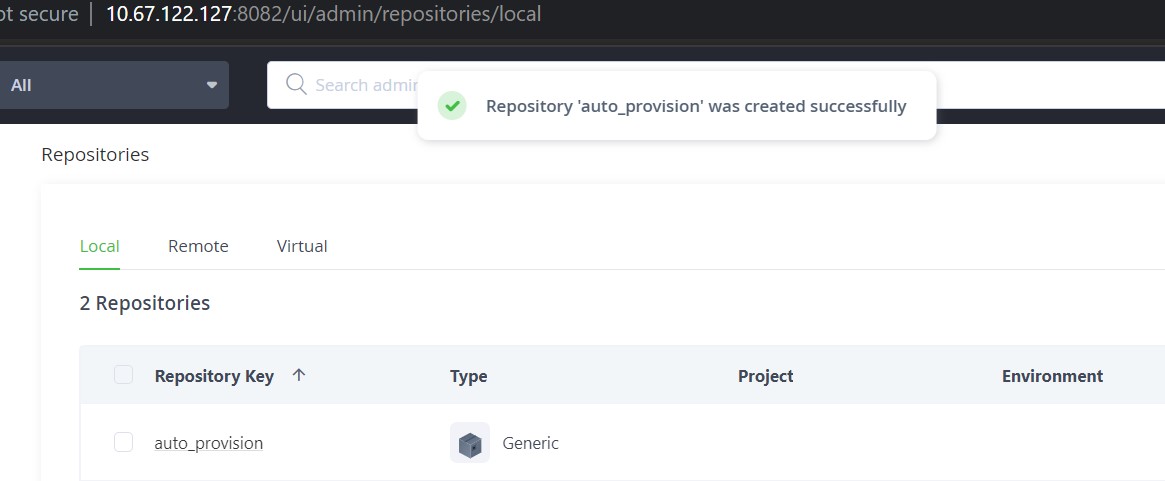 pt secure | 10.67.122.127:8082/ui/admin/repositories/local
All
Search admin
Repository 'auto_provision' was created successfully
Repositories
Local Remote Virtual
2 Repositories
Repository Key Type Project Environment
auto_provision Generic